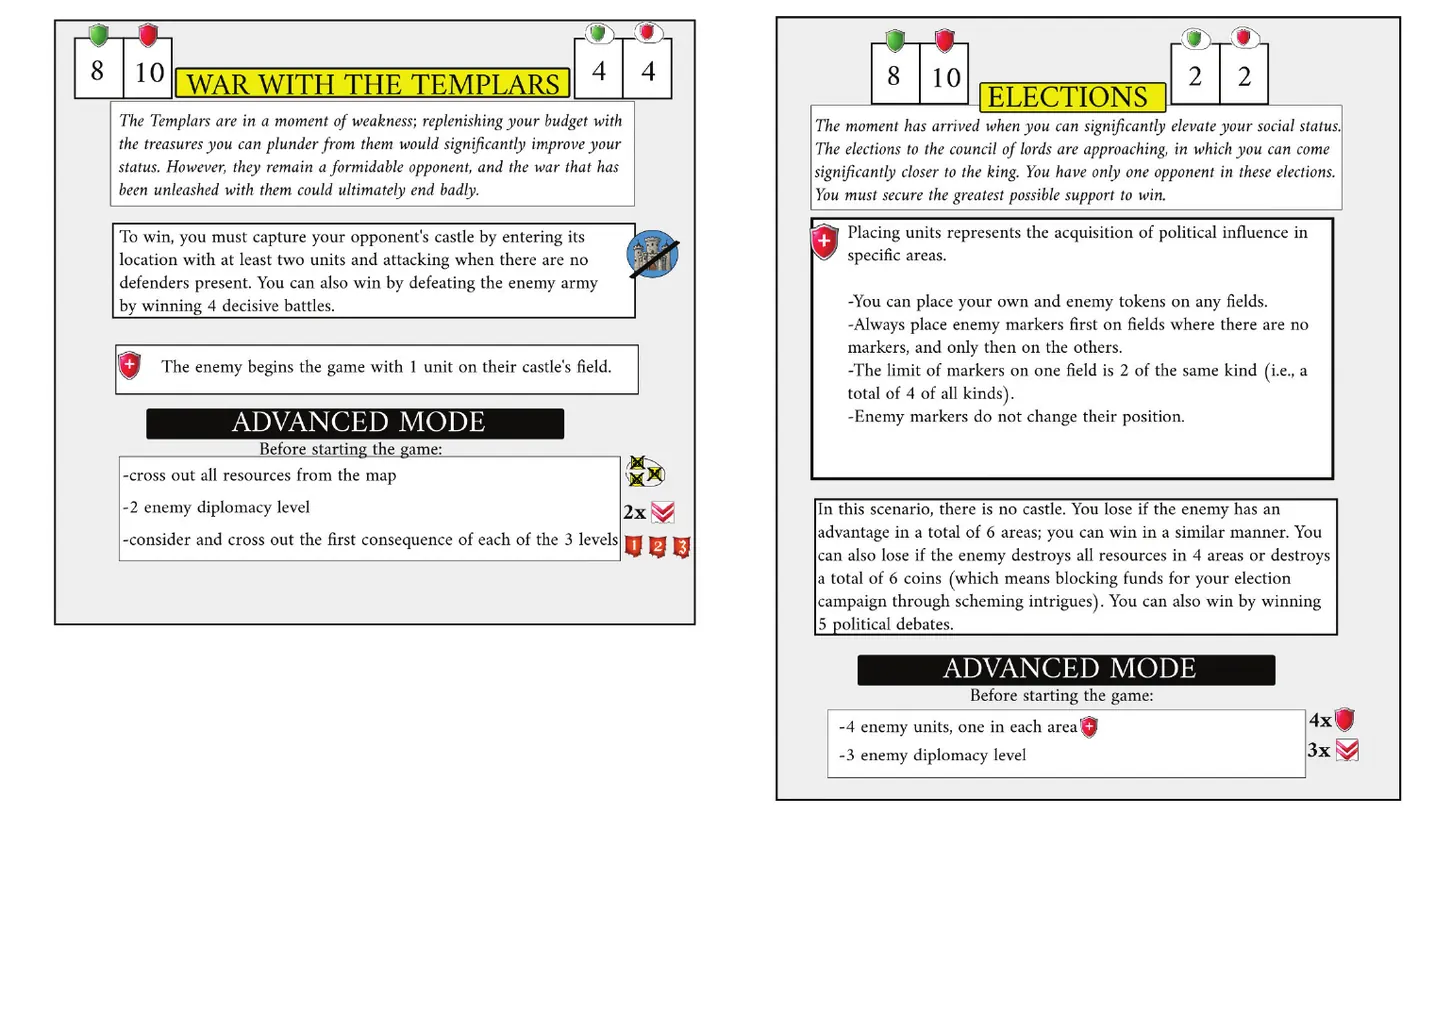 8 10
WAR WITH THE TEMPLARS
4 4
The Templars are in a moment of weakness; replenishing your budget with
the treasures you can plunder from them would significantly improve your
status. However, they remain a formidable opponent, and the war that has
been unleashed with them could ultimately end badly.
To win, you must capture your opponent's castle by entering its
location with at least two units and attacking when there are no
defenders present. You can also win by defeating the enemy army
by winning 4 decisive battles.
The enemy begins the game with 1 unit on their castle's field.
ADVANCED MODE
Before starting the game:
-cross out all resources from the map
-2 enemy diplomacy level
2x
-consider and cross out the first consequence of each of the 3 levels
1 2 3
8 10
ELECTIONS
2 2
The moment has arrived when you can significantly elevate your social status.
The elections to the council of lords are approaching, in which you can come
significantly closer to the king. You have only one opponent in these elections.
You must secure the greatest possible support to win.
Placing units represents the acquisition of political influence in
specific areas.
-You can place your own and enemy tokens on any fields.
-Always place enemy markers first on fields where there are no
markers, and only then on the others.
-The limit of markers on one field is 2 of the same kind (i.e., a
total of 4 of all kinds).
-Enemy markers do not change their position.
In this scenario, there is no castle. You lose if the enemy has an
advantage in a total of 6 areas; you can win in a similar manner. You
can also lose if the enemy destroys all resources in 4 areas or destroys
a total of 6 coins (which means blocking funds for your election
campaign through scheming intrigues). You can also win by winning
5 political debates.
ADVANCED MODE
Before starting the game:
-4 enemy units, one in each area
4x
-3 enemy diplomacy level
3x